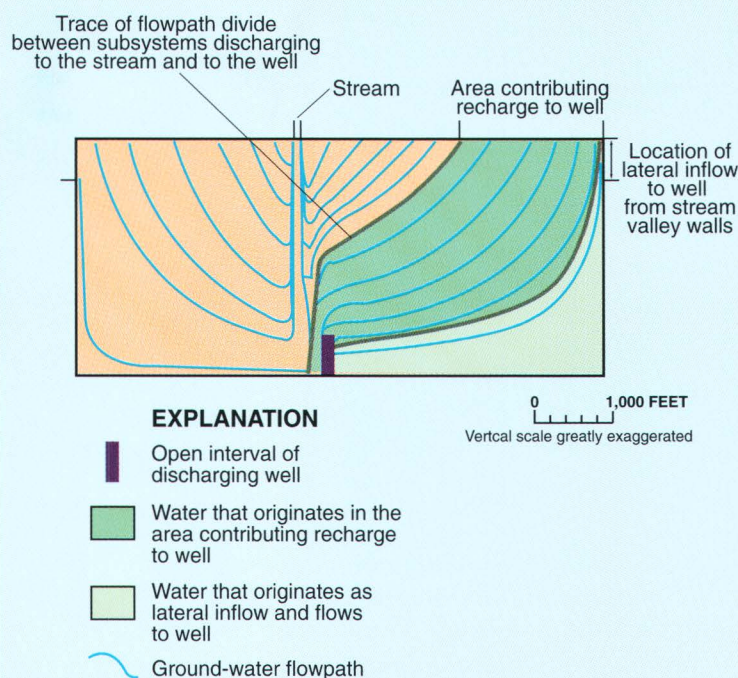 Trace of flowpath divide
between subsystems discharging
to the stream and to the well
Stream
Area contributing
recharge to well
Location of
lateral inflow
to well
from stream
valley walls
0 1,000 FEET
Vertcal scale greatly exaggerated
EXPLANATION
Open interval of
discharging well
Water that originates in the
area contributing recharge
to well
Water that originates as
lateral inflow and flows
to well
Ground-water flowpath